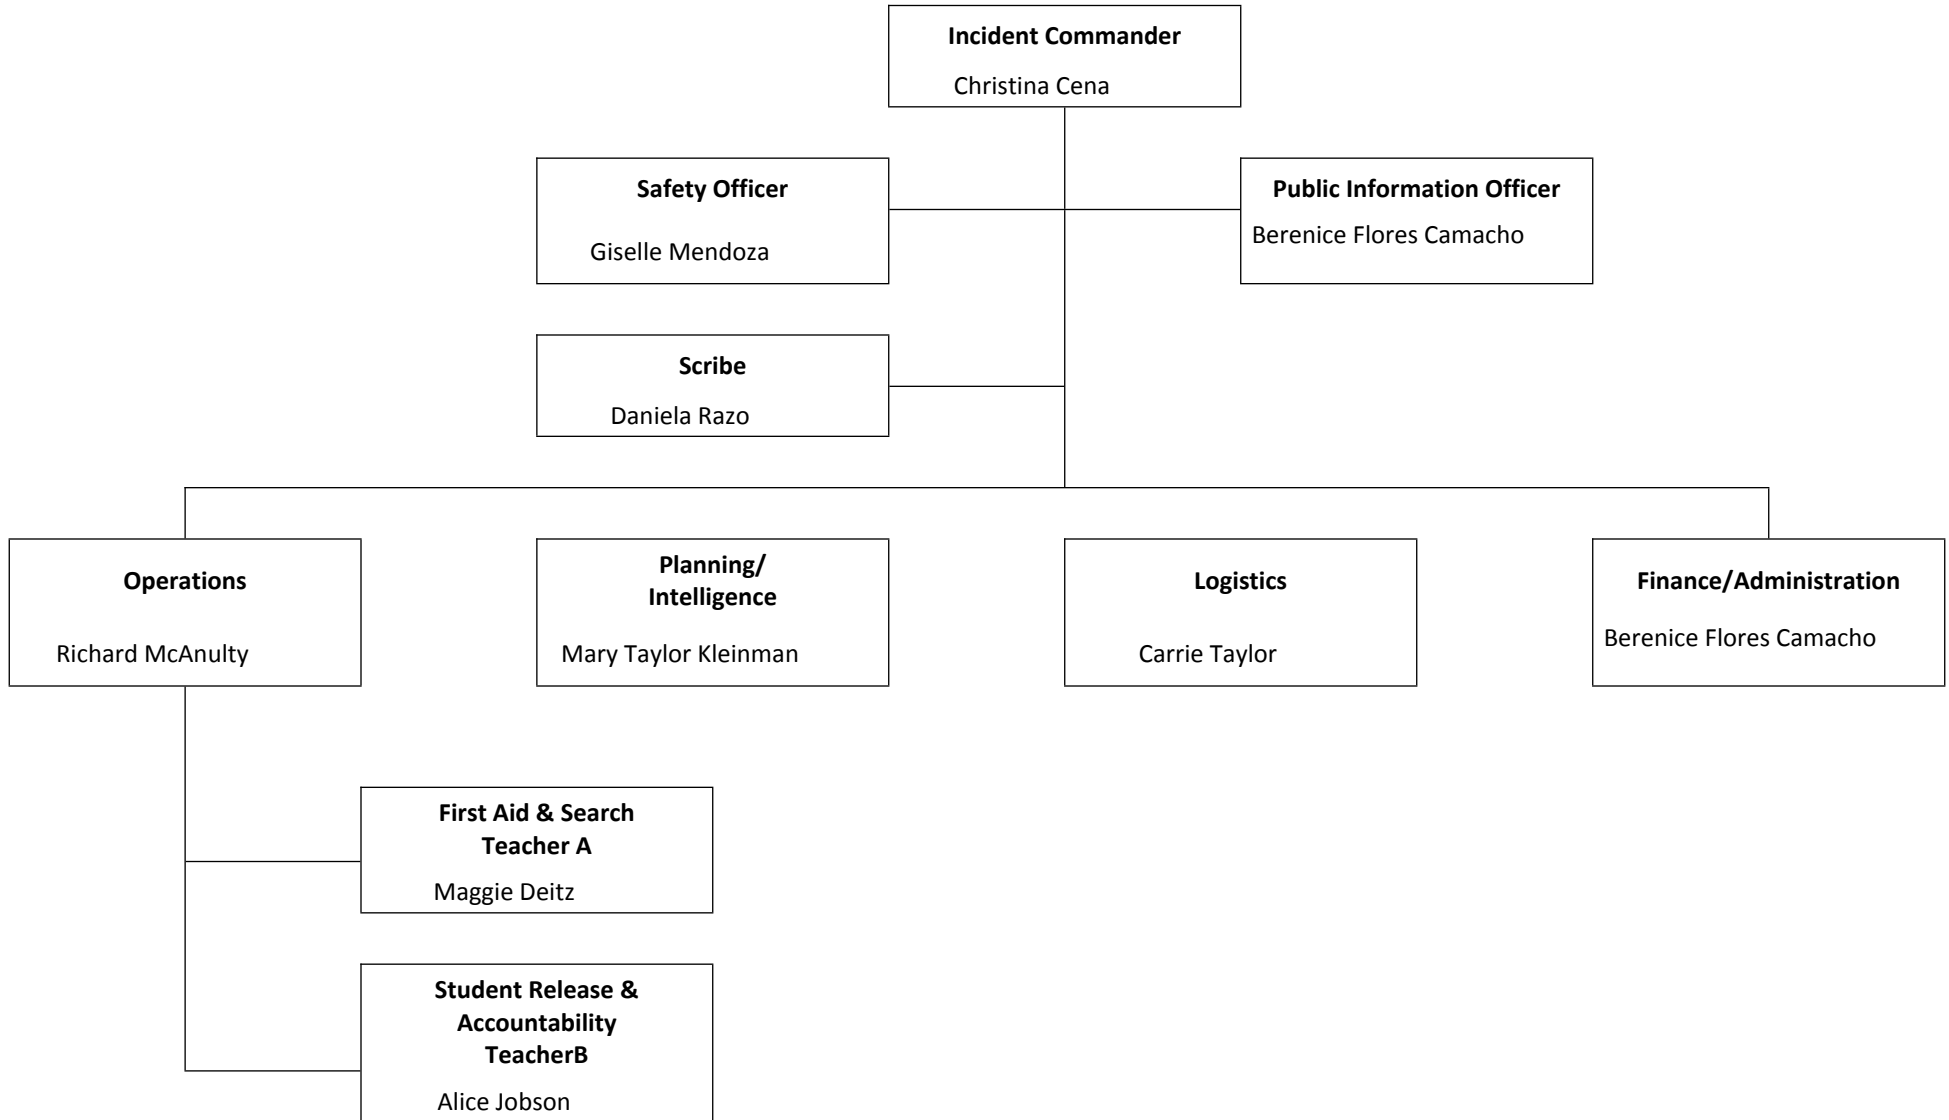 Incident Commander
Christina Cena
Safety Officer
Giselle Mendoza
Public Information Officer
Berenice Flores Camacho
Scribe
Daniela Razo
Operations
Richard McAnulty
Planning/
Intelligence
Mary Taylor Kleinman
Logistics
Carrie Taylor
Finance/Administration
Berenice Flores Camacho
First Aid & Search
Teacher A
Maggie Deitz
Student Release &
Accountability
TeacherB
Alice Jobson